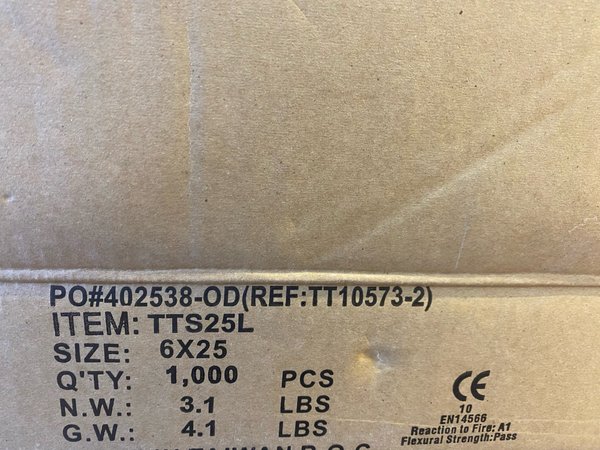 PO#402538-OD(REF:TT10573-2)
ITEM: TTS25L
SIZE: 6X25
Q'TY: 1,000 PCS
N.W.: 3.1 LBS
G.W.: 4.1 LBS
CE
10
EN14566
Reaction to Fire: A1
Flexural Strength:Pass
TAIWAN R.O.C